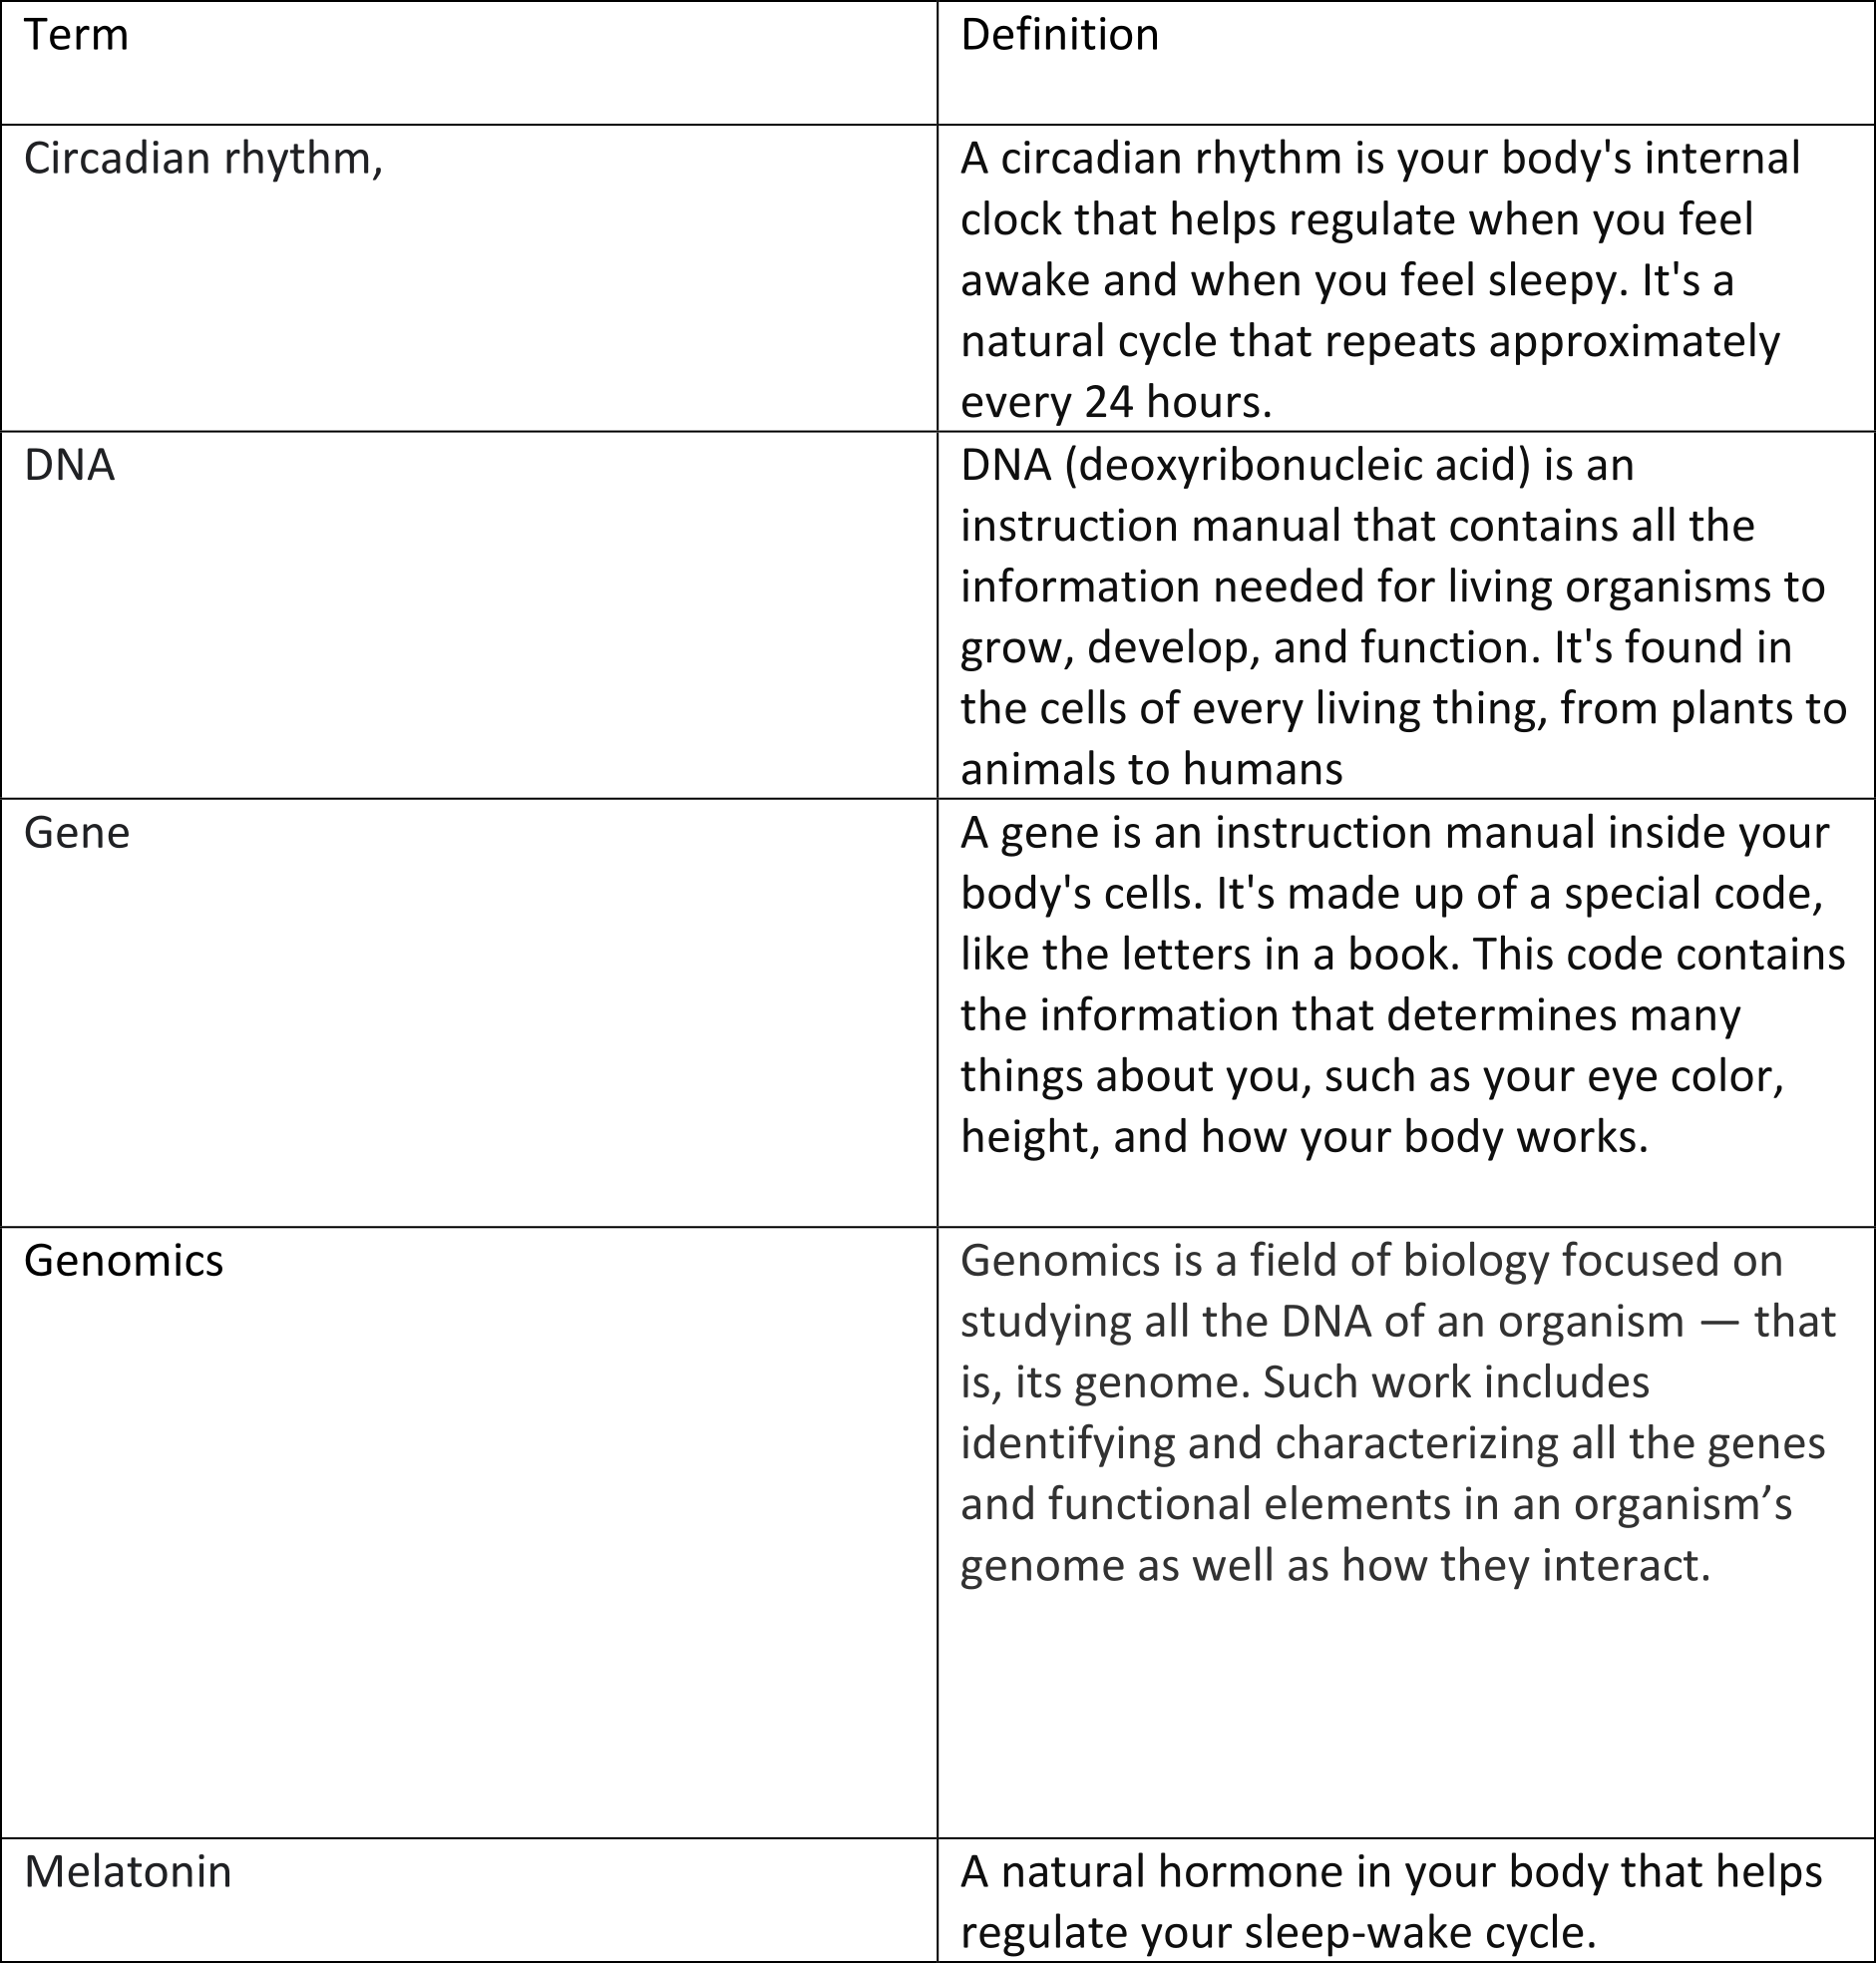 Term
Definition
Circadian rhythm,
A circadian rhythm is your body's internal
clock that helps regulate when you feel
awake and when you feel sleepy. It's a
natural cycle that repeats approximately
every 24 hours.
DNA
DNA (deoxyribonucleic acid) is an
instruction manual that contains all the
information needed for living organisms to
grow, develop, and function. It's found in
the cells of every living thing, from plants to
animals to humans
Gene
A gene is an instruction manual inside your
body's cells. It's made up of a special code,
like the letters in a book. This code contains
the information that determines many
things about you, such as your eye color,
height, and how your body works.
Genomics
Genomics is a field of biology focused on
studying all the DNA of an organism — that
is, its genome. Such work includes
identifying and characterizing all the genes
and functional elements in an organism’s
genome as well as how they interact.
Melatonin
A natural hormone in your body that helps
regulate your sleep-wake cycle.